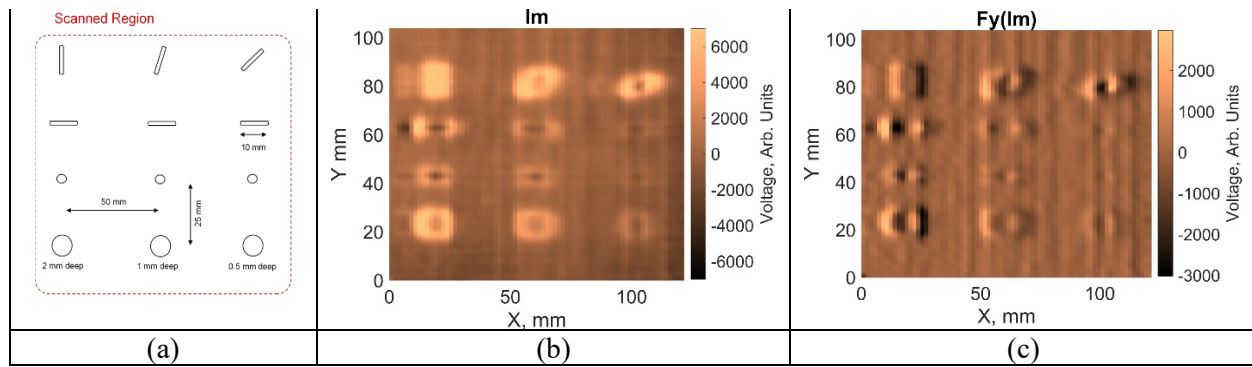 Scanned Region
10 mm
50 mm
25 mm
2 mm deep
1 mm deep
0.5 mm deep
(a)
Im
100
80
60
40
20
0
0
50
100
X, mm
Y mm
6000
4000
2000
0
-2000
-4000
-6000
Voltage, Arb. Units
(b)
Fy(Im)
100
80
60
40
20
0
0
50
100
X, mm
Y mm
2000
1000
0
-1000
-2000
-3000
Voltage, Arb. Units
(c)